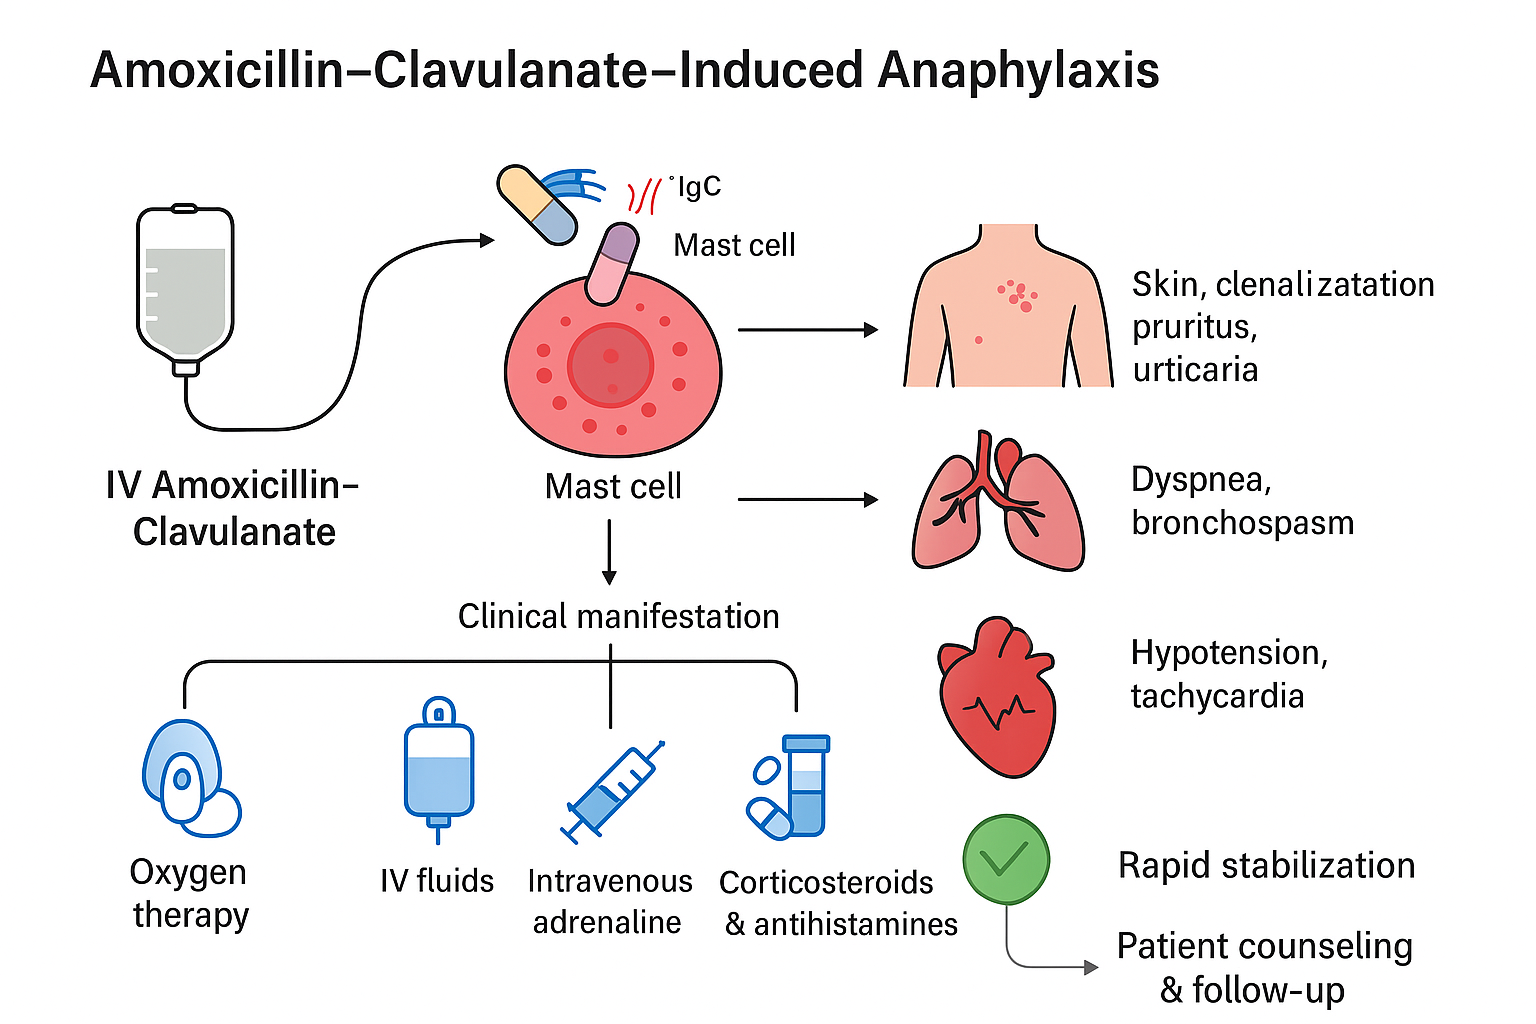 Amoxicillin–Clavulanate–Induced Anaphylaxis
°IgC
Mast cell
IV Amoxicillin–
Clavulanate
Mast cell
Skin, clenalizatation
pruritus,
urticaria
Dyspnea,
bronchospasm
Clinical manifestation
Hypotension,
tachycardia
Oxygen
therapy
IV fluids
Intravenous
adrenaline
Corticosteroids
& antihistamines
Rapid stabilization
Patient counseling
& follow-up